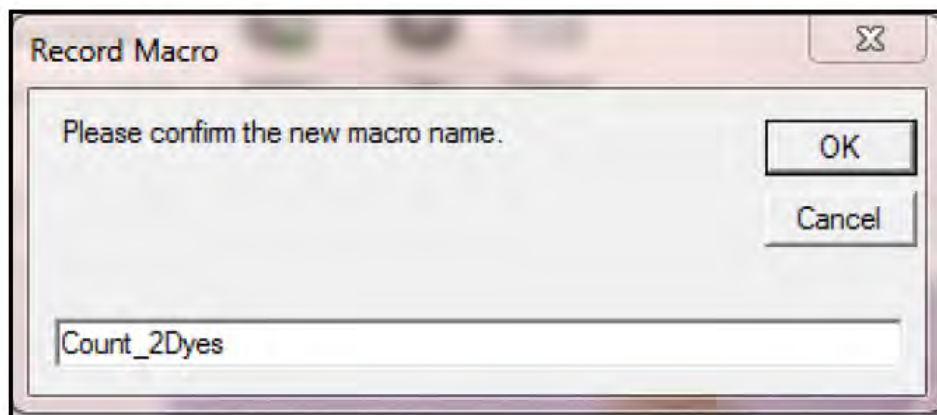 Record Macro
Please confirm the new macro name.
OK
Cancel
Count_2Dyes